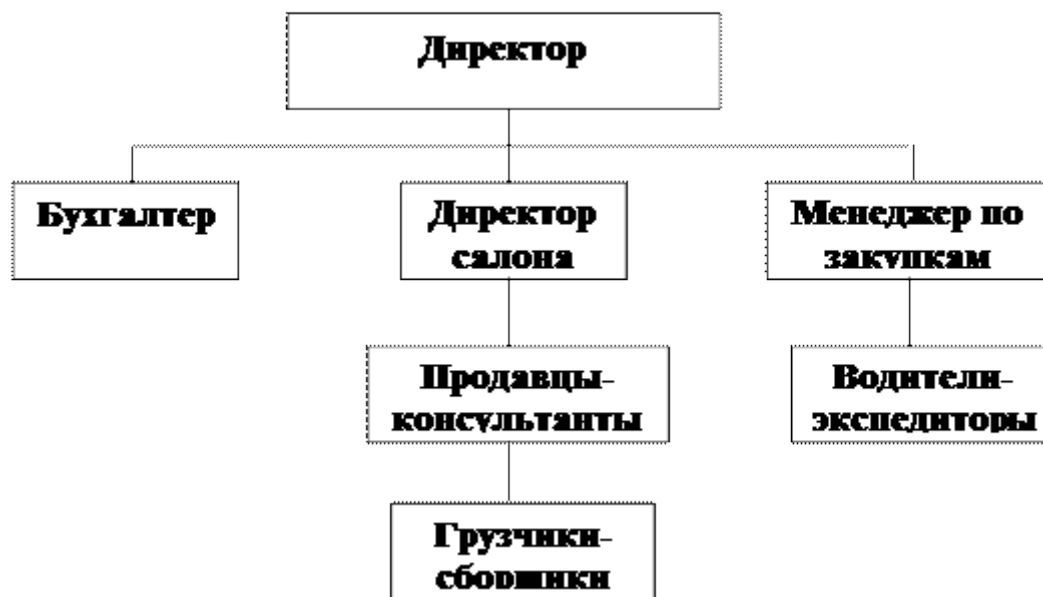 Директор
Бухгалтер
Директор
салона
Менеджер по
закупкам
Продавцы-
консультанты
Водители-
экспедиторы
Грузчики-
сборщики